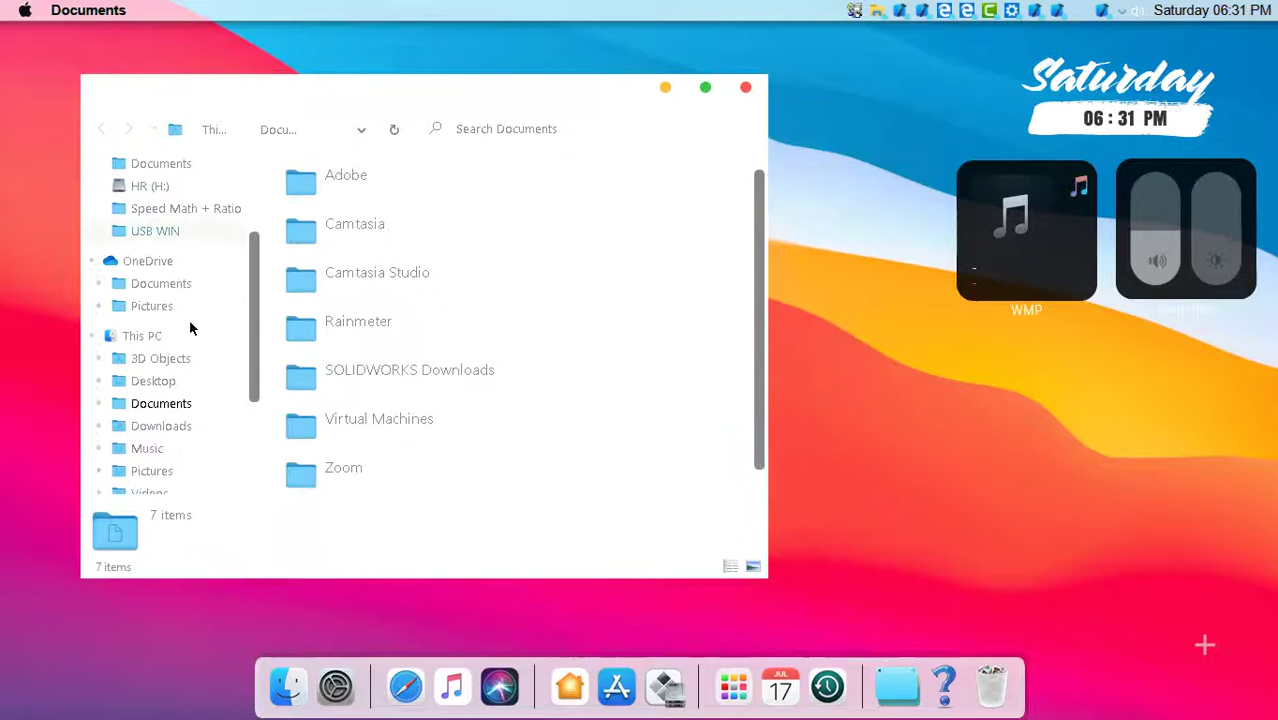 Documents
Saturday 06:31 PM
Saturday
06 : 31 PM
WMP
Thi...
Docu...
Search Documents
Documents
HR (H:)
Speed Math + Ratio
USB WIN
OneDrive
Documents
Pictures
This PC
3D Objects
Desktop
Documents
Downloads
Music
Pictures
Videos
Adobe
Camtasia
Camtasia Studio
Rainmeter
SOLIDWORKS Downloads
Virtual Machines
Zoom
7 items
7 items
JUL
17